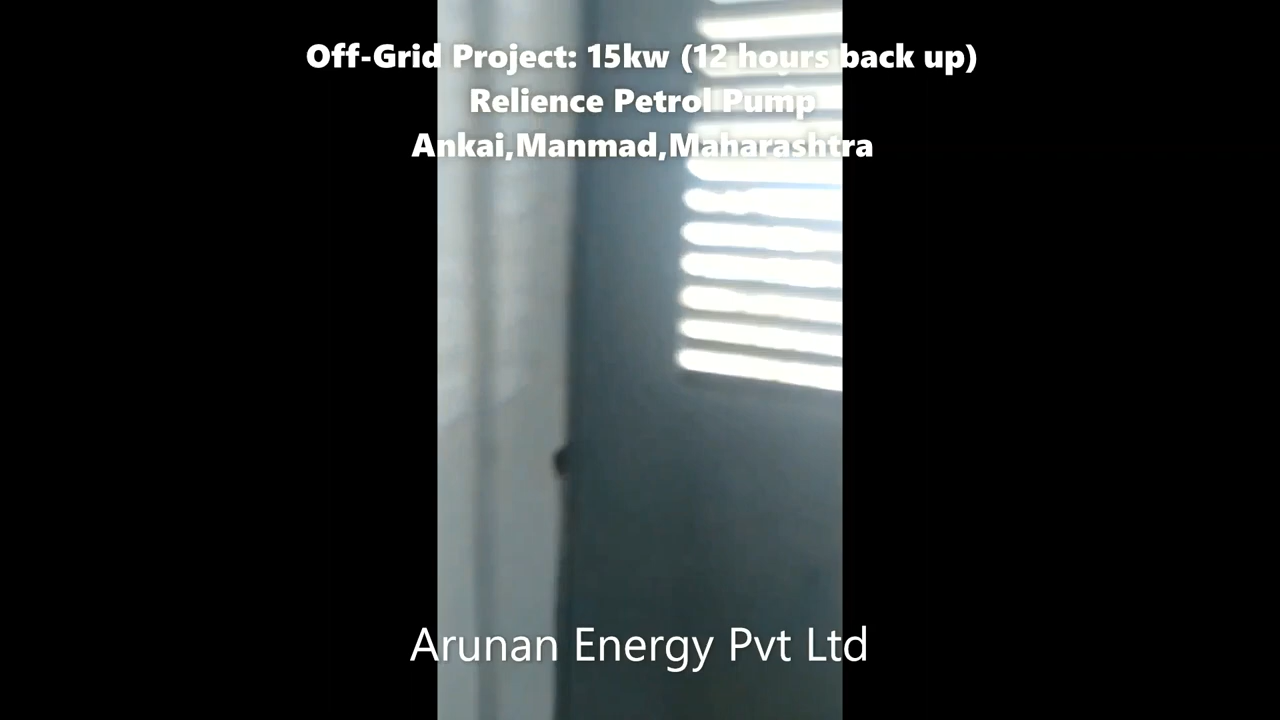 Off-Grid Project: 15kw (12 hours back up)
Relience Petrol Pump
Ankai,Manmad,Maharashtra
Arunan Energy Pvt Ltd